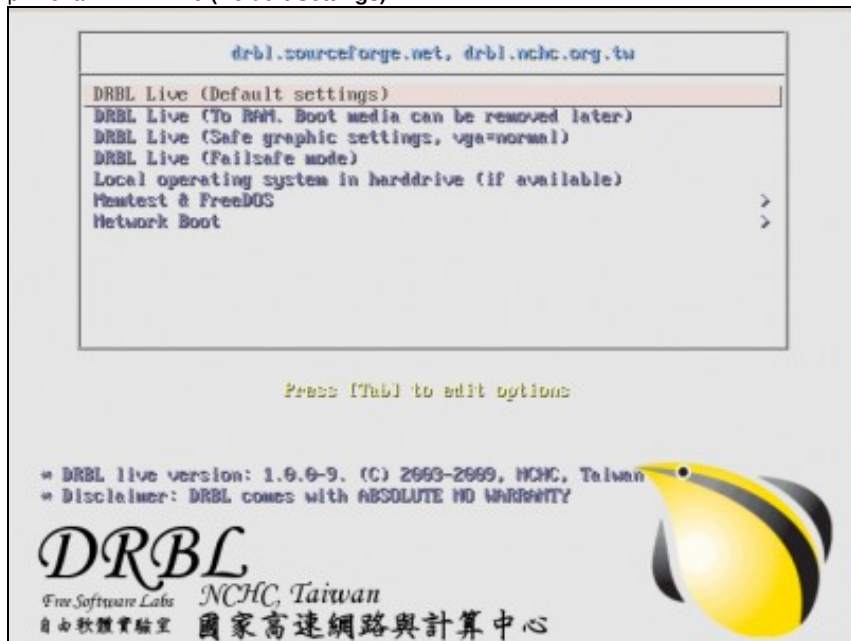 drbl.sourceforge.net, drbl.nchc.org.tw
DRBL Live (Default settings)
DRBL Live (To RAM. Boot media can be removed later)
DRBL Live (Safe graphic settings, vga=normal)
DRBL Live (Failsafe mode)
Local operating system in harddrive (if available)
Memtest & FreeDOS >
Network Boot >
Press [Tab] to edit options
* DRBL live version: 1.0.0-9. (C) 2003-2009, NCHC, Taiwan
* Disclaimer: DRBL comes with ABSOLUTE NO WARRANTY
DRBL
Free Software Labs NCHC, Taiwan
自由軟體實驗室 國家高速網路與計算中心